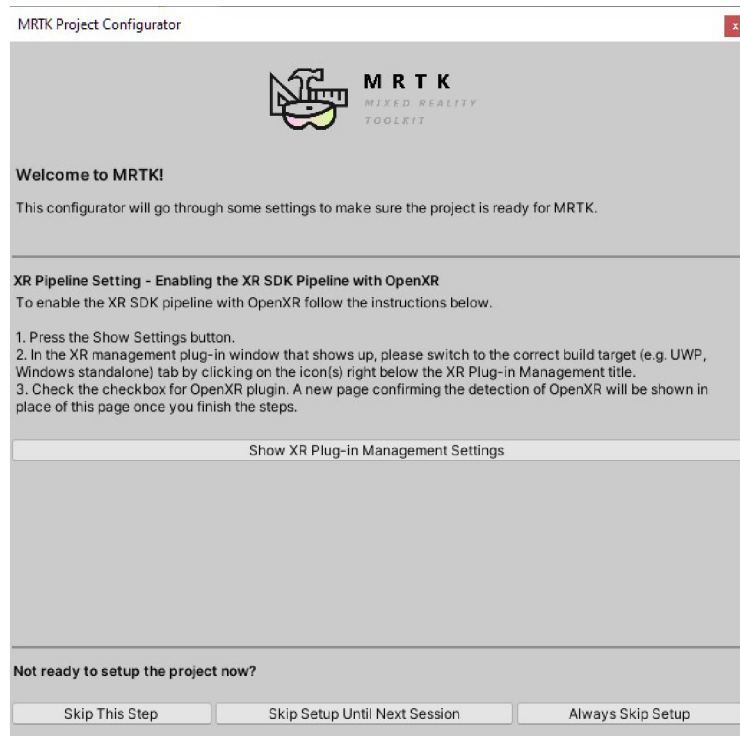 MRTK Project Configurator
x
MRTK
MIXED REALITY
TOOLKIT
Welcome to MRTK!
This configurator will go through some settings to make sure the project is ready for MRTK.
XR Pipeline Setting - Enabling the XR SDK Pipeline with OpenXR
To enable the XR SDK pipeline with OpenXR follow the instructions below.
1. Press the Show Settings button.
2. In the XR management plug-in window that shows up, please switch to the correct build target (e.g. UWP,
Windows standalone) tab by clicking on the icon(s) right below the XR Plug-in Management title.
3. Check the checkbox for OpenXR plugin. A new page confirming the detection of OpenXR will be shown in
place of this page once you finish the steps.
Show XR Plug-in Management Settings
Not ready to setup the project now?
Skip This Step
Skip Setup Until Next Session
Always Skip Setup